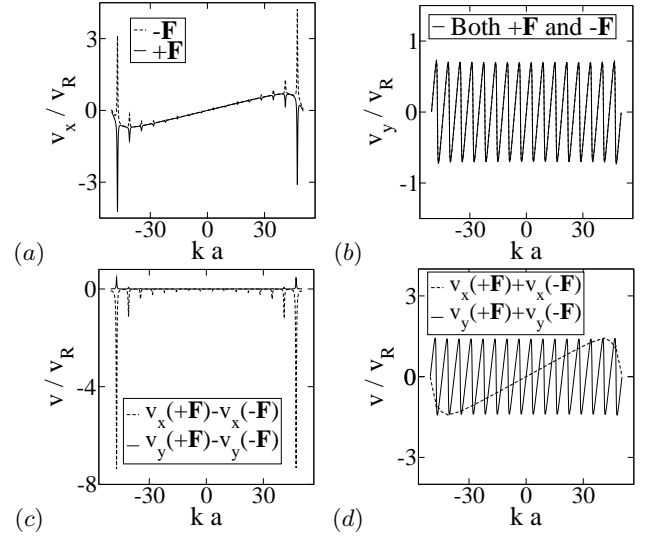 -F
+F
v_x / v_R
3
0
-3
-30
0
30
k a
(a)
Both +F and -F
v_y / v_R
1
0
-1
-30
0
30
k a
(b)
v / v_R
0
-4
-8
v_x(+F)-v_x(-F)
v_y(+F)-v_y(-F)
-30
0
30
k a
(c)
v_x(+F)+v_x(-F)
v_y(+F)+v_y(-F)
v / v_R
3
0
-3
-30
0
30
k a
(d)